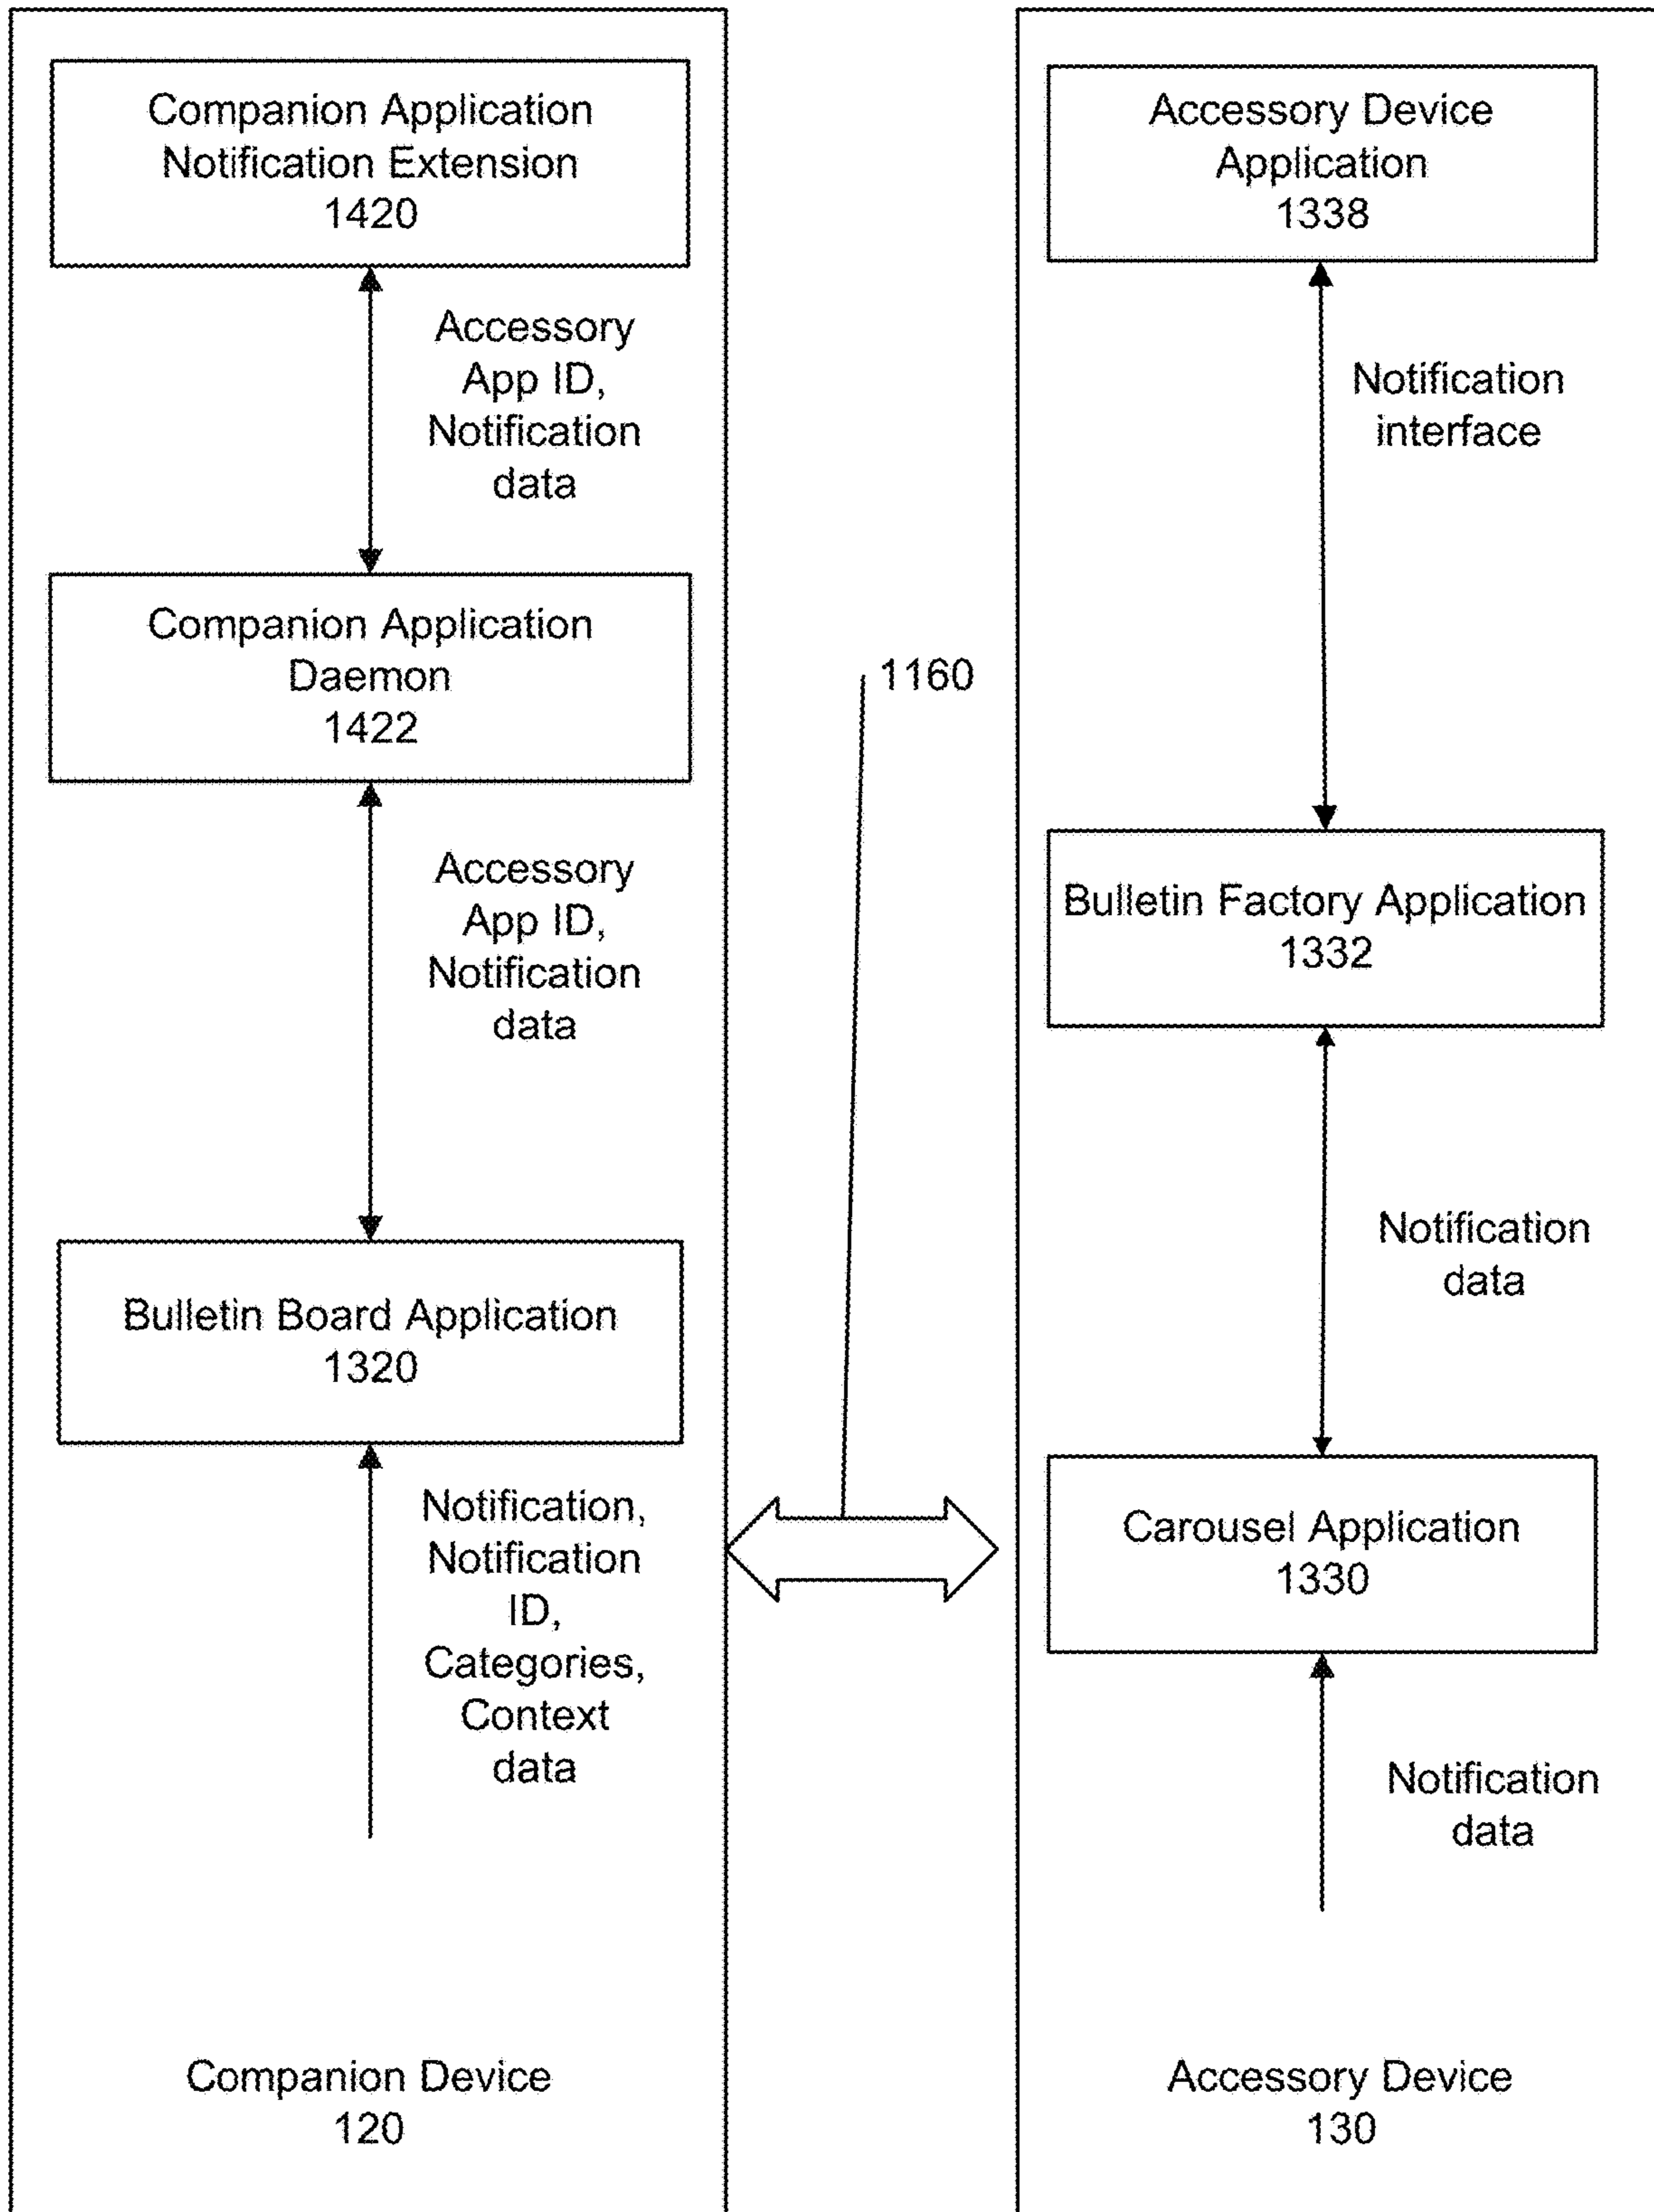 Companion Application
Notification Extension
1420
Accessory
App ID,
Notification
data
Companion Application
Daemon
1422
Accessory
App ID,
Notification
data
Bulletin Board Application
1320
Notification,
Notification
ID,
Categories,
Context
data
Companion Device
120
1160
Accessory Device
Application
1338
Notification
interface
Bulletin Factory Application
1332
Notification
data
Carousel Application
1330
Notification
data
Accessory Device
130